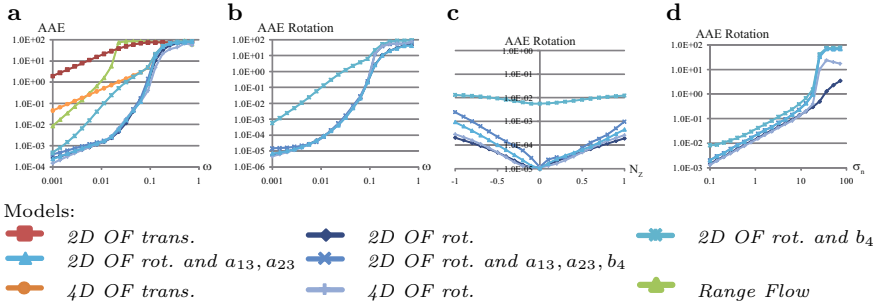 a b c d
AAE AAE Rotation AAE Rotation AAE Rotation
1.0E+02 1.0E+02 1.0E+00 1.0E+02
1.0E+01 1.0E+01 1.0E-01 1.0E+01
1.0E+00 1.0E+00 1.0E-02 1.0E+00
1.0E-01 1.0E-01 1.0E-03 1.0E-01
1.0E-02 1.0E-02 1.0E-04 1.0E-02
1.0E-03 1.0E-03 1.0E-05 1.0E-03
1.0E-04 1.0E-04
1.0E-05
1.0E-06
0.001 0.01 0.1 1 ω
0.001 0.01 0.1 1 ω
-1 -0.5 0 0.5 1 N_Z
0.1 1 10 100 σ_n
Models:
2D OF trans. 2D OF rot. 2D OF rot. and b₄
2D OF rot. and a₁₃, a₂₃ 2D OF rot. and a₁₃, a₂₃, b₄
4D OF trans. 4D OF rot. Range Flow